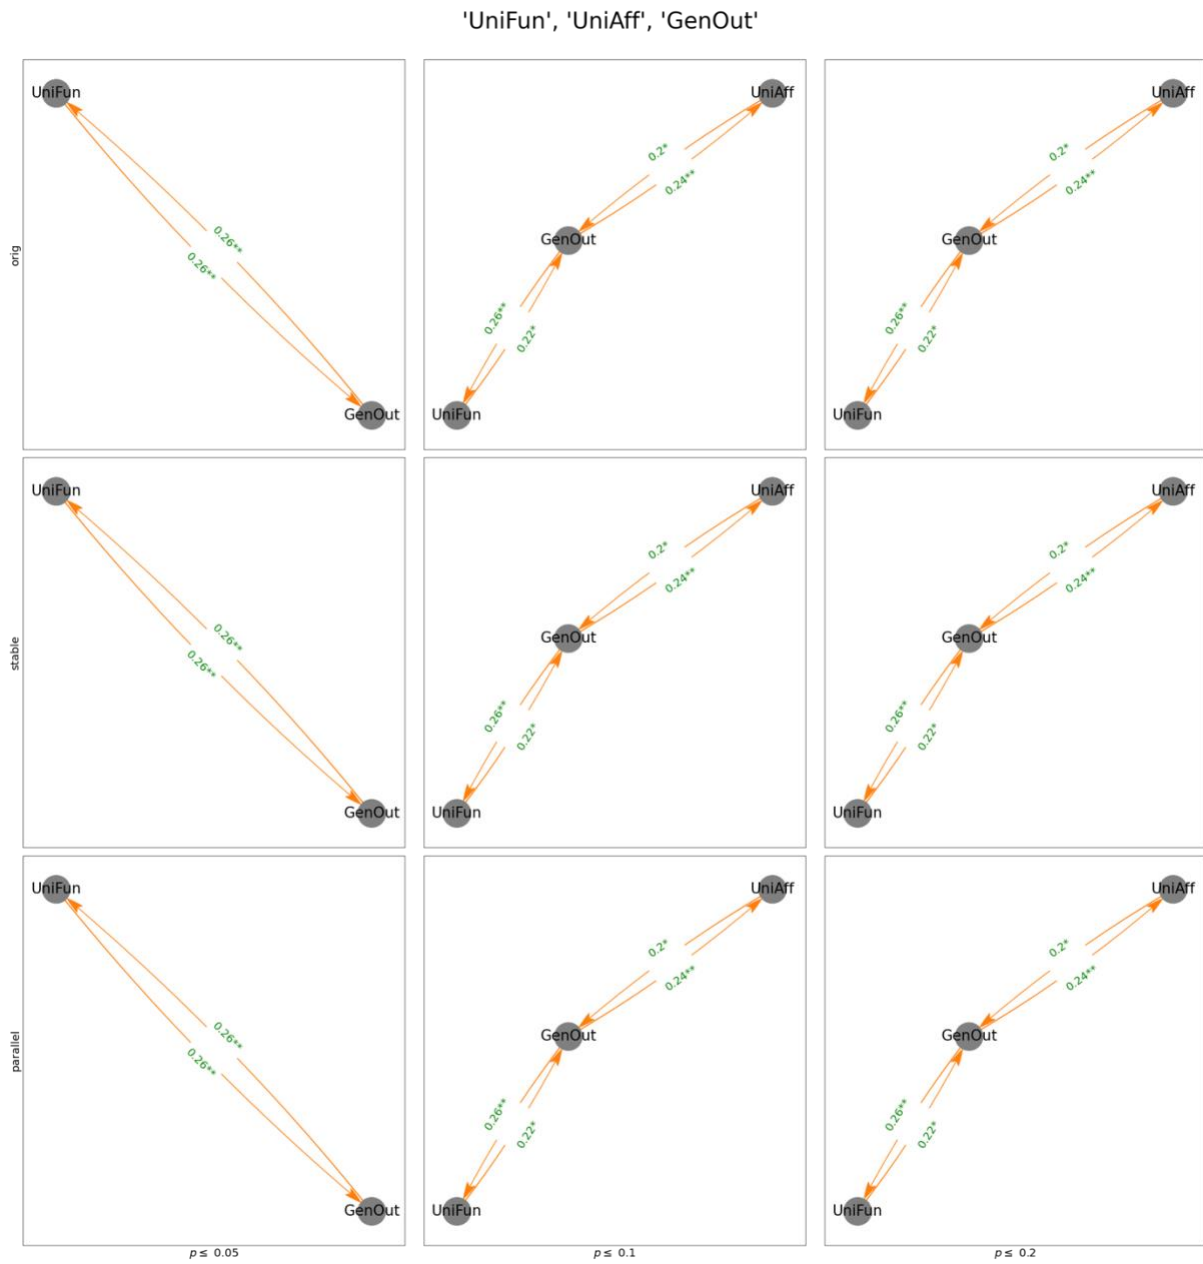 'UniFun', 'UniAff', 'GenOut'
orig
UniFun
0.26**
0.26**
GenOut
UniAff
0.2*
0.24**
GenOut
0.26**
0.22*
UniFun
UniAff
0.2*
0.24**
GenOut
0.26**
0.22*
UniFun
stable
UniFun
0.26**
0.26**
GenOut
UniAff
0.2*
0.24**
GenOut
0.26**
0.22*
UniFun
UniAff
0.2*
0.24**
GenOut
0.26**
0.22*
UniFun
parallel
UniFun
0.26**
0.26**
GenOut
UniAff
0.2*
0.24**
GenOut
0.26**
0.22*
UniFun
UniAff
0.2*
0.24**
GenOut
0.26**
0.22*
UniFun
p ≤ 0.05
p ≤ 0.1
p ≤ 0.2